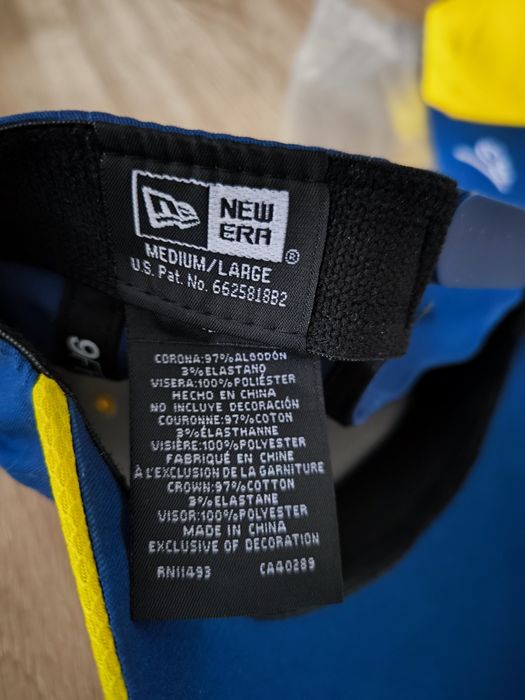 NEW
ERA
MEDIUM/LARGE
U.S. Pat. No. 6625818B2
CORONA:97%ALGODÓN
3%ELASTANO
VISERA:100%POLIÉSTER
HECHO EN CHINA
NO INCLUYE DECORACIÓN
COURONNE:97%COTON
3%ÉLASTHANNE
VISIÈRE:100%POLYESTER
FABRIQUÉ EN CHINE
À L'EXCLUSION DE LA GARNITURE
CROWN:97%COTTON
3%ELASTANE
VISOR:100%POLYESTER
MADE IN CHINA
EXCLUSIVE OF DECORATION
RN11493 CA40289